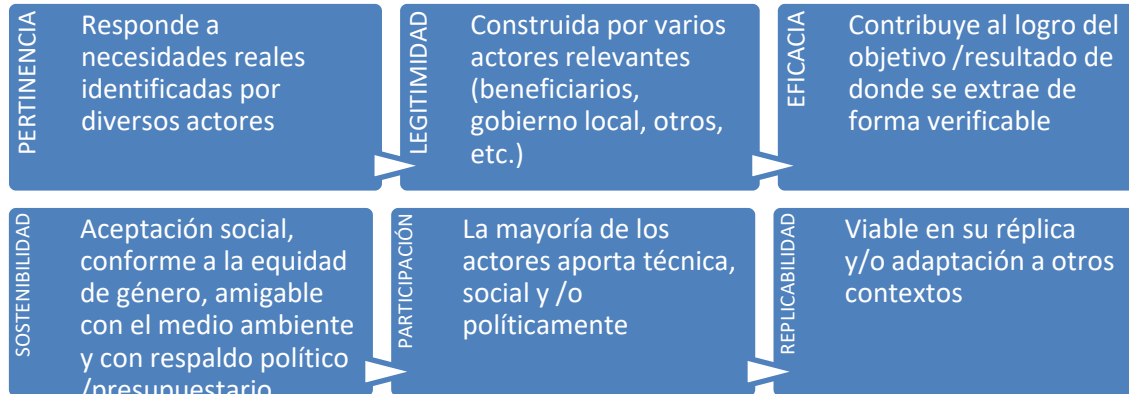 PERTINENCIA
Responde a
necesidades reales
identificadas por
diversos actores
LEGITIMIDAD
Construida por varios
actores relevantes
(beneficiarios,
gobierno local, otros,
etc.)
EFICACIA
Contribuye al logro del
objetivo /resultado de
donde se extrae de
forma verificable
SOSTENIBILIDAD
Aceptación social,
conforme a la equidad
de género, amigable
con el medio ambiente
y con respaldo político
/presupuestario
PARTICIPACIÓN
La mayoría de los
actores aporta técnica,
social y /o
políticamente
REPLICABILIDAD
Viable en su réplica
y/o adaptación a otros
contextos